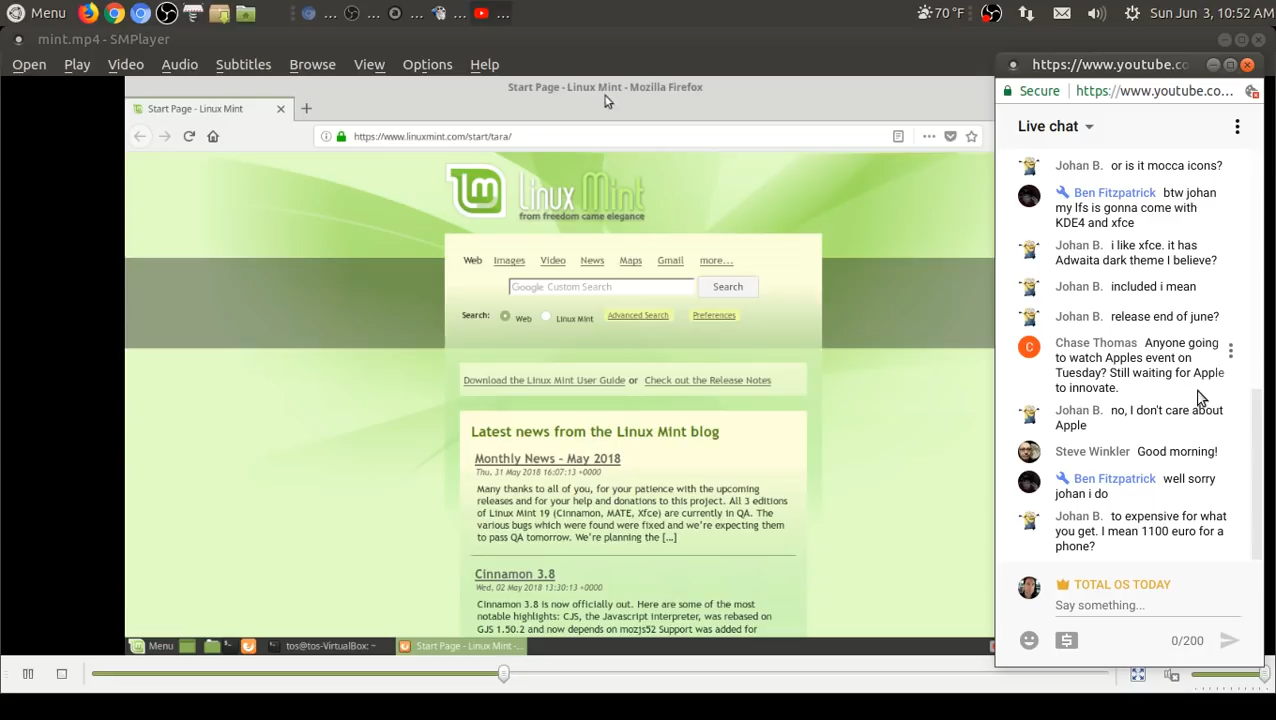 Menu
... ... ... ... ...
70 °F
Sun Jun 3, 10:52 AM
mint.mp4 - SMPlayer
Open Play Video Audio Subtitles Browse View Options Help
Start Page - Linux Mint - Mozilla Firefox
Start Page - Linux Mint
https://www.linuxmint.com/start/tara/
lm Linux Mint
from freedom came elegance
Web Images Video News Maps Gmail more...
Google Custom Search Search
Search: Web Linux Mint Advanced Search Preferences
Download the Linux Mint User Guide or Check out the Release Notes
Latest news from the Linux Mint blog
Monthly News – May 2018
Thu, 31 May 2018 16:07:13 +0000
Many thanks to all of you, for your patience with the upcoming
releases and for your help and donations to this project. All 3 editions
of Linux Mint 19 (Cinnamon, MATE, Xfce) are currently in QA. The
various bugs which were found were fixed and we're expecting them
to pass QA tomorrow. We're planning the [...]
Cinnamon 3.8
Wed, 02 May 2018 13:30:13 +0000
Cinnamon 3.8 is now officially out. Here are some of the most
notable highlights: CJS, the Javascript interpreter, was rebased on
GJS 1.50.2 and now depends on mozjs52 Support was added for
Menu
tos@tos-VirtualBox: ~
Start Page - Linux Mint -...
https://www.youtube.co
Secure https://www.youtube.co...
Live chat
Johan B. or is it mocca icons?
Ben Fitzpatrick btw johan
my lfs is gonna come with
KDE4 and xfce
Johan B. i like xfce. it has
Adwaita dark theme I believe?
Johan B. included i mean
Johan B. release end of june?
Chase Thomas Anyone going
to watch Apples event on
Tuesday? Still waiting for Apple
to innovate.
Johan B. no, I don't care about
Apple
Steve Winkler Good morning!
Ben Fitzpatrick well sorry
johan i do
Johan B. to expensive for what
you get. I mean 1100 euro for a
phone?
TOTAL OS TODAY
Say something...
0/200